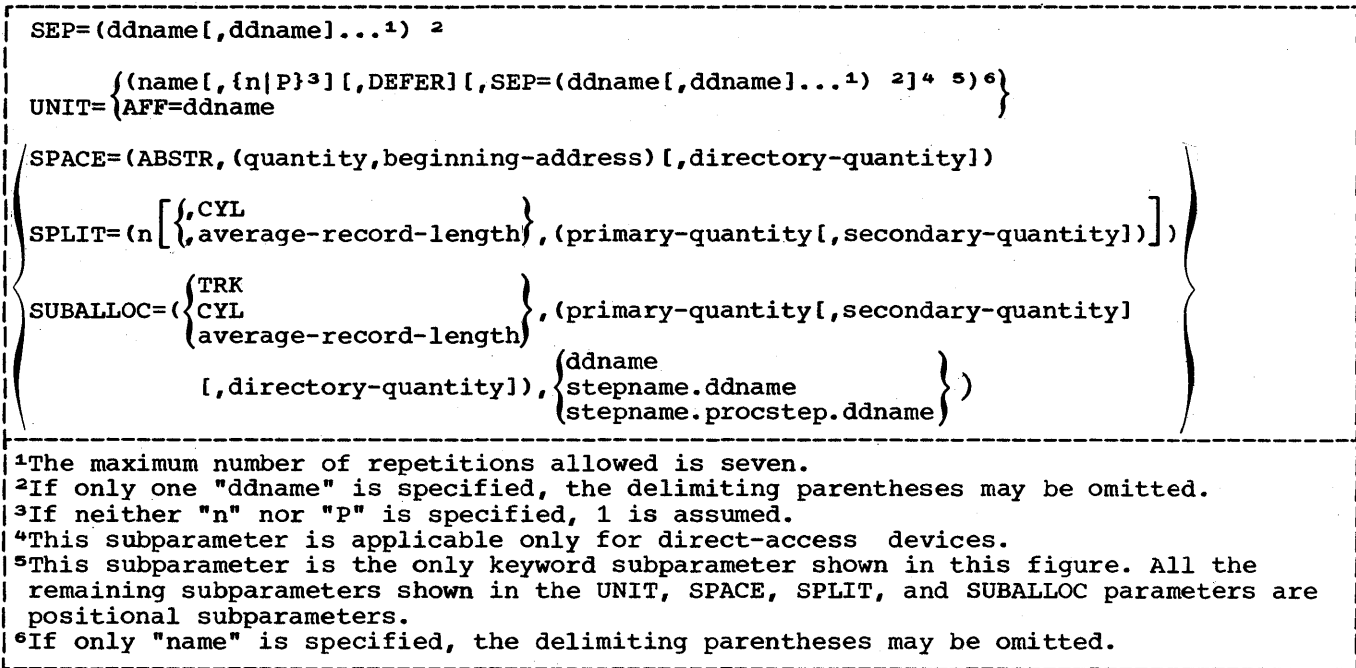 SEP=(ddname[,ddname]...¹) ²
{(name[,{n|P}³][,DEFER][,SEP=(ddname[,ddname]...¹) ²]⁴ ⁵)⁶}
UNIT={AFF=ddname}
SPACE=(ABSTR,(quantity,beginning-address)[,directory-quantity])
{,CYL
SPLIT=(n[{,average-record-length},(primary-quantity[,secondary-quantity])])
{TRK
SUBALLOC=({CYL},(primary-quantity[,secondary-quantity]
{average-record-length}
{ddname
[,directory-quantity]),{stepname.ddname})
{stepname.procstep.ddname}
¹The maximum number of repetitions allowed is seven.
²If only one "ddname" is specified, the delimiting parentheses may be omitted.
³If neither "n" nor "P" is specified, 1 is assumed.
⁴This subparameter is applicable only for direct-access devices.
⁵This subparameter is the only keyword subparameter shown in this figure. All the
remaining subparameters shown in the UNIT, SPACE, SPLIT, and SUBALLOC parameters are
positional subparameters.
⁶If only "name" is specified, the delimiting parentheses may be omitted.